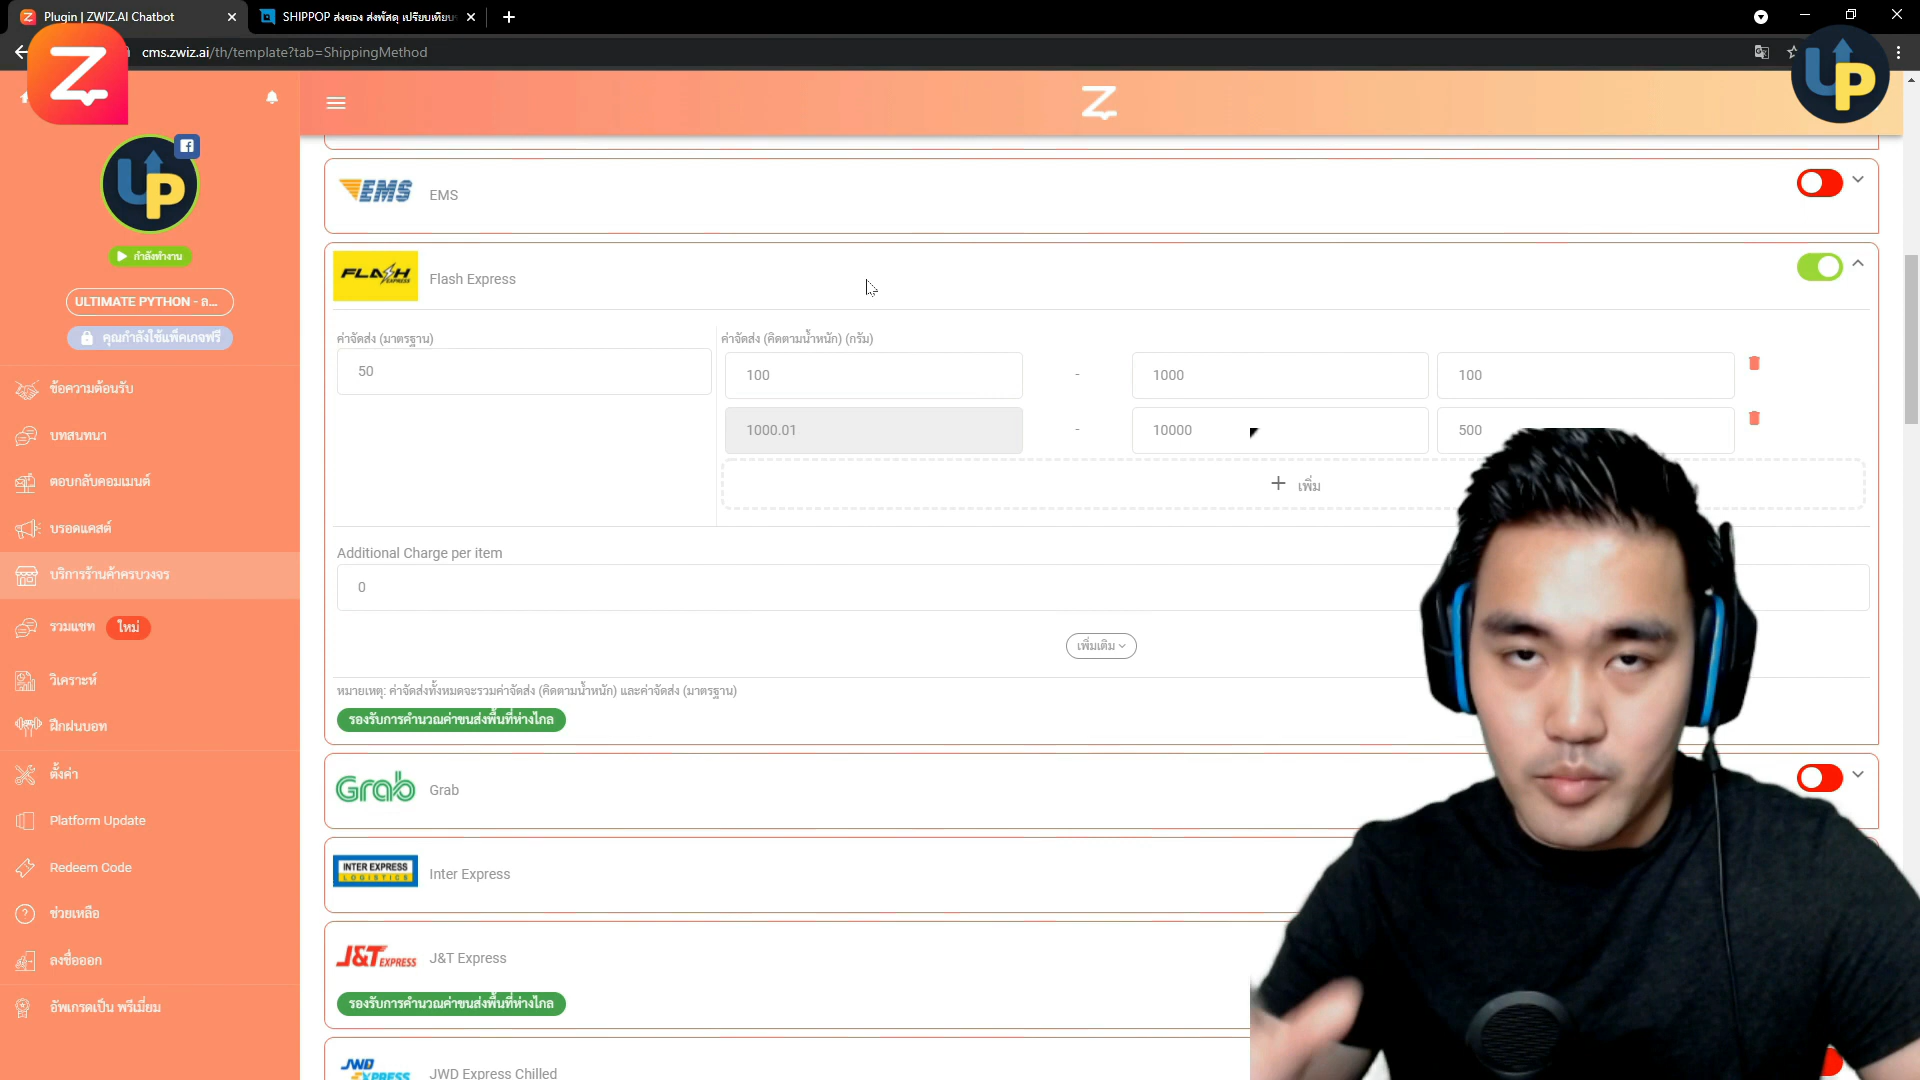 Plugin | ZWIZ.AI Chatbot
SHIPPOP ส่งของ ส่งพัสดุ เปรียบเทียบ
cms.zwiz.ai/th/template?tab=ShippingMethod
UP
กำลังทำงาน
ULTIMATE PYTHON - ล...
คุณกำลังใช้แพ็คเกจฟรี
ข้อความต้อนรับ
บทสนทนา
ตอบกลับคอมเมนต์
บรอดแคสต์
บริการร้านค้าครบวงจร
รวมแชท ใหม่
วิเคราะห์
ฝึกฝนบอท
ตั้งค่า
Platform Update
Redeem Code
ช่วยเหลือ
ลงชื่อออก
อัพเกรดเป็น พรีเมี่ยม
UP
EMS EMS
FLASH EXPRESS Flash Express
ค่าจัดส่ง (มาตรฐาน)
50
ค่าจัดส่ง (คิดตามน้ำหนัก) (กรัม)
100 - 1000 100
1000.01 - 10000 500
+ เพิ่ม
Additional Charge per item
0
เพิ่มเติม
หมายเหตุ: ค่าจัดส่งทั้งหมดจะรวมค่าจัดส่ง (คิดตามน้ำหนัก) และค่าจัดส่ง (มาตรฐาน)
รองรับการคำนวณค่าขนส่งพื้นที่ห่างไกล
Grab Grab
INTER EXPRESS LOGISTICS Inter Express
J&T EXPRESS J&T Express
รองรับการคำนวณค่าขนส่งพื้นที่ห่างไกล
JWD EXPRESS JWD Express Chilled